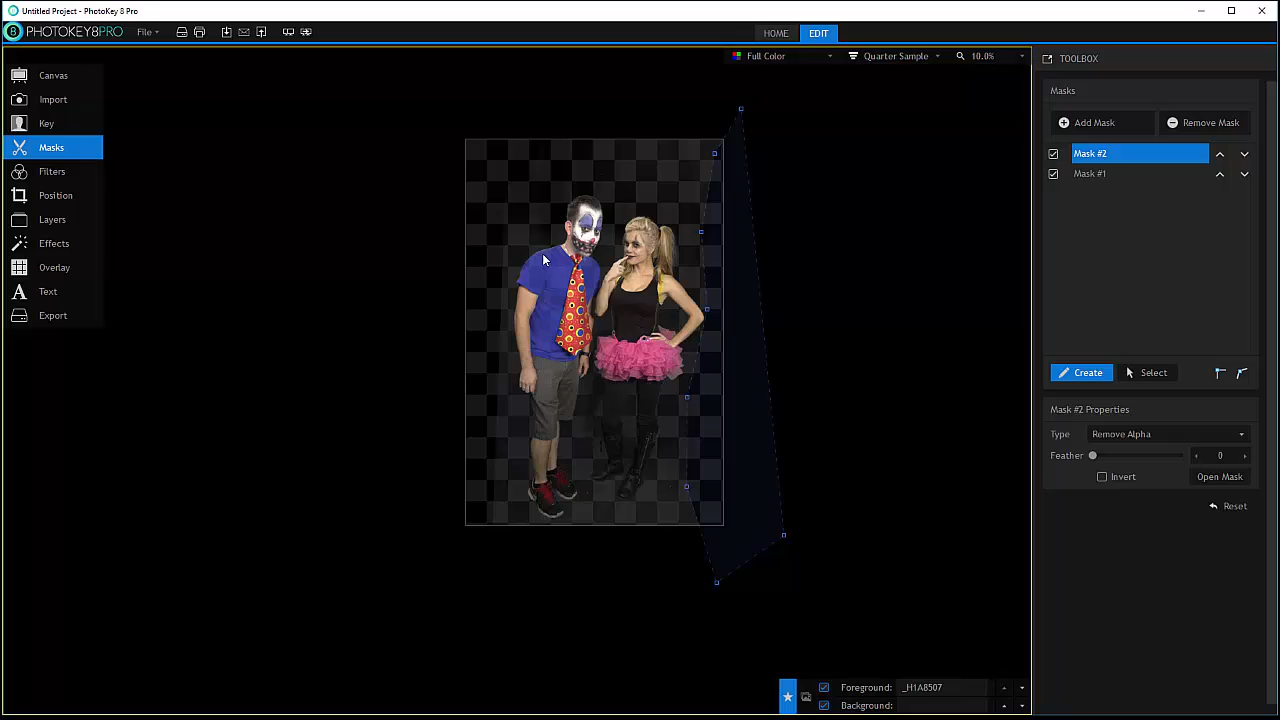 Untitled Project - PhotoKey 8 Pro
8 PHOTOKEY8PRO File
HOME EDIT
Full Color Quarter Sample 10.0%
Canvas
Import
Key
Masks
Filters
Position
Layers
Effects
Overlay
Text
Export
TOOLBOX
Masks
Add Mask Remove Mask
Mask #2
Mask #1
Create Select
Mask #2 Properties
Type Remove Alpha
Feather 0
Invert Open Mask
Reset
Foreground: _H1A8507
Background: